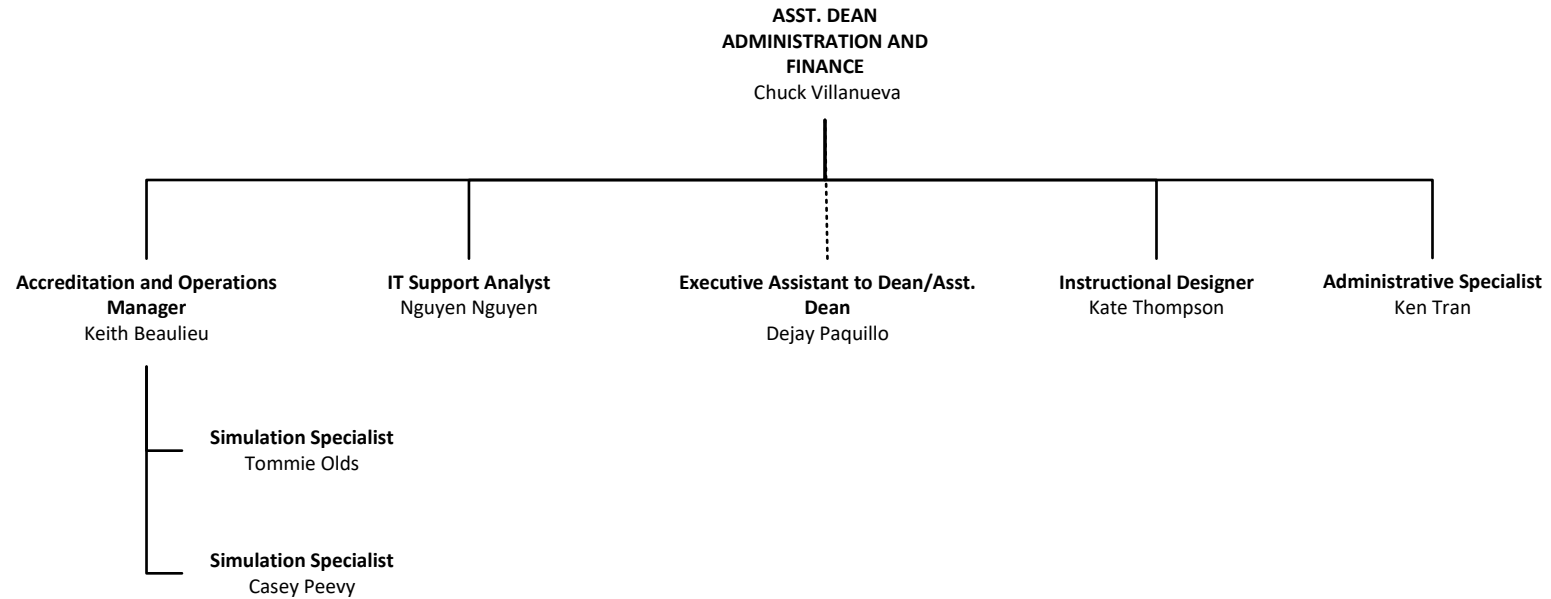 ASST. DEAN
ADMINISTRATION AND
FINANCE
Chuck Villanueva
Accreditation and Operations
Manager
Keith Beaulieu
IT Support Analyst
Nguyen Nguyen
Executive Assistant to Dean/Asst.
Dean
Dejay Paquillo
Instructional Designer
Kate Thompson
Administrative Specialist
Ken Tran
Simulation Specialist
Tommie Olds
Simulation Specialist
Casey Peevy